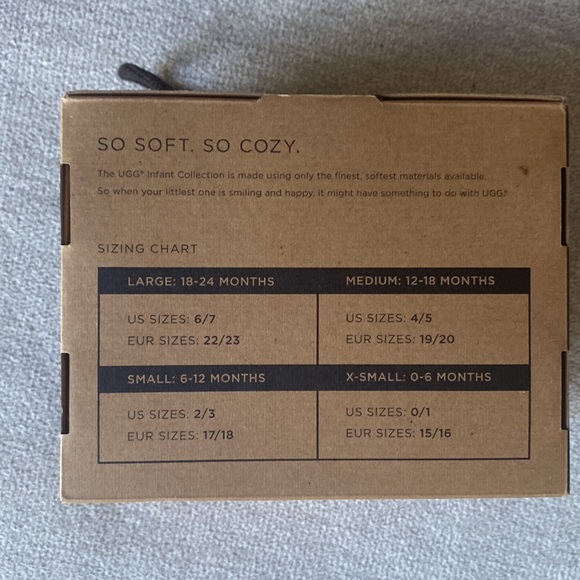 SO SOFT. SO COZY.
The UGG® Infant Collection is made using only the finest, softest materials available.
So when your littlest one is smiling and happy, it might have something to do with UGG.®
SIZING CHART
LARGE: 18-24 MONTHS
US SIZES: 6/7
EUR SIZES: 22/23
MEDIUM: 12-18 MONTHS
US SIZES: 4/5
EUR SIZES: 19/20
SMALL: 6-12 MONTHS
US SIZES: 2/3
EUR SIZES: 17/18
X-SMALL: 0-6 MONTHS
US SIZES: 0/1
EUR SIZES: 15/16